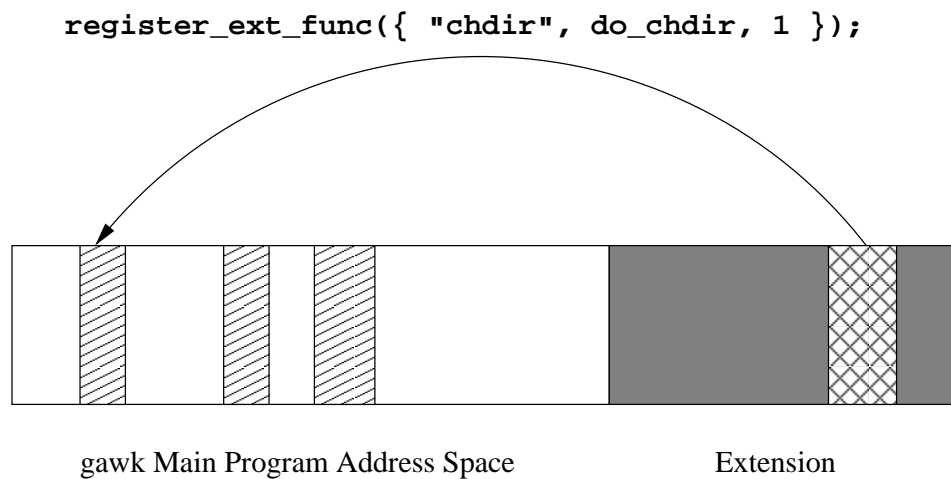 register_ext_func({ "chdir", do_chdir, 1 });
gawk Main Program Address Space
Extension